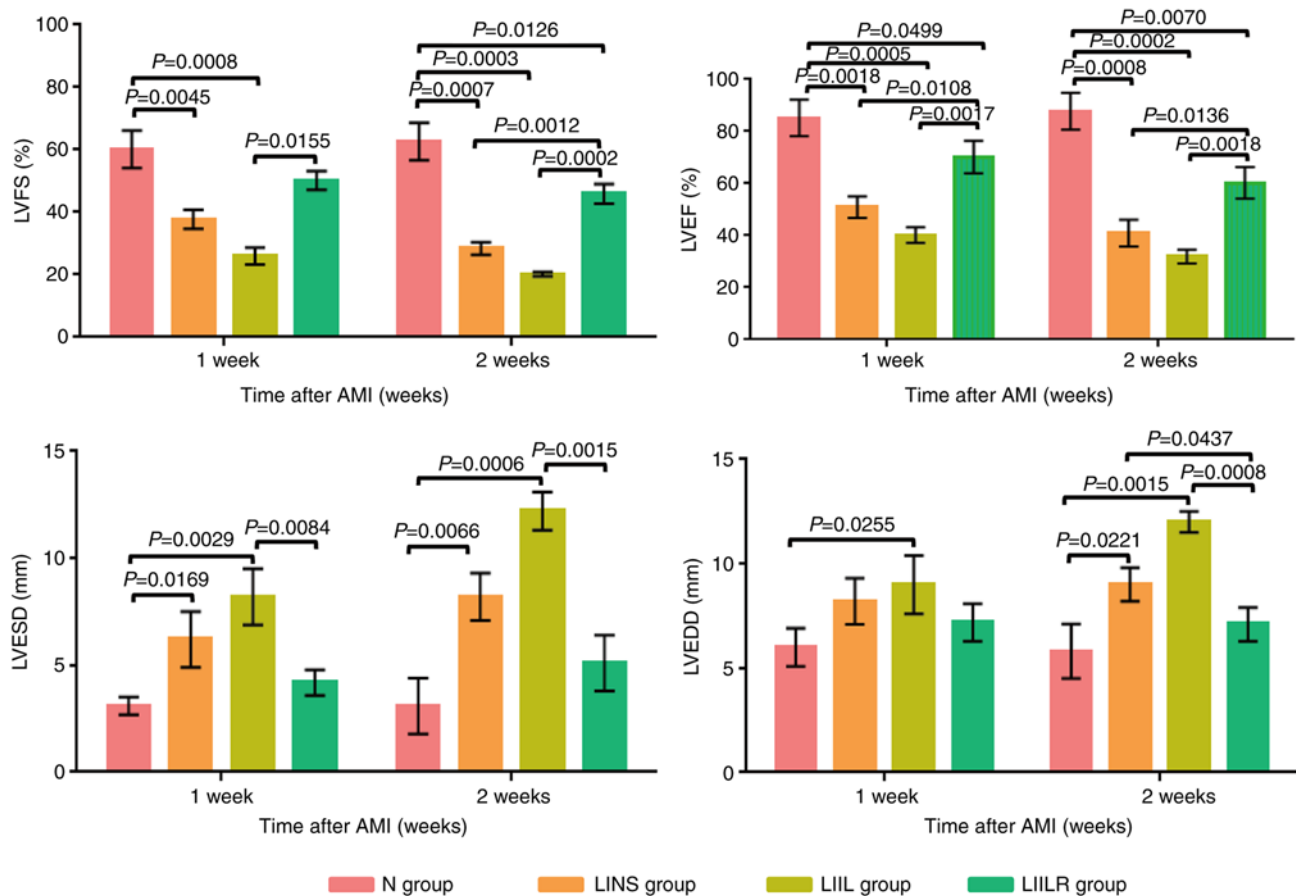 100
80
60
40
20
0
LVFS (%)
P=0.0008
P=0.0045
P=0.0155
P=0.0126
P=0.0003
P=0.0007
P=0.0012
P=0.0002
1 week
2 weeks
Time after AMI (weeks)
100
80
60
40
20
0
LVEF (%)
P=0.0499
P=0.0005
P=0.0018
P=0.0108
P=0.0017
P=0.0070
P=0.0002
P=0.0008
P=0.0136
P=0.0018
1 week
2 weeks
Time after AMI (weeks)
15
10
5
0
LVESD (mm)
P=0.0029
P=0.0084
P=0.0169
P=0.0006
P=0.0015
P=0.0066
1 week
2 weeks
Time after AMI (weeks)
15
10
5
0
LVEDD (mm)
P=0.0255
P=0.0437
P=0.0015
P=0.0008
P=0.0221
1 week
2 weeks
Time after AMI (weeks)
N group
LINS group
LIIL group
LIILR group